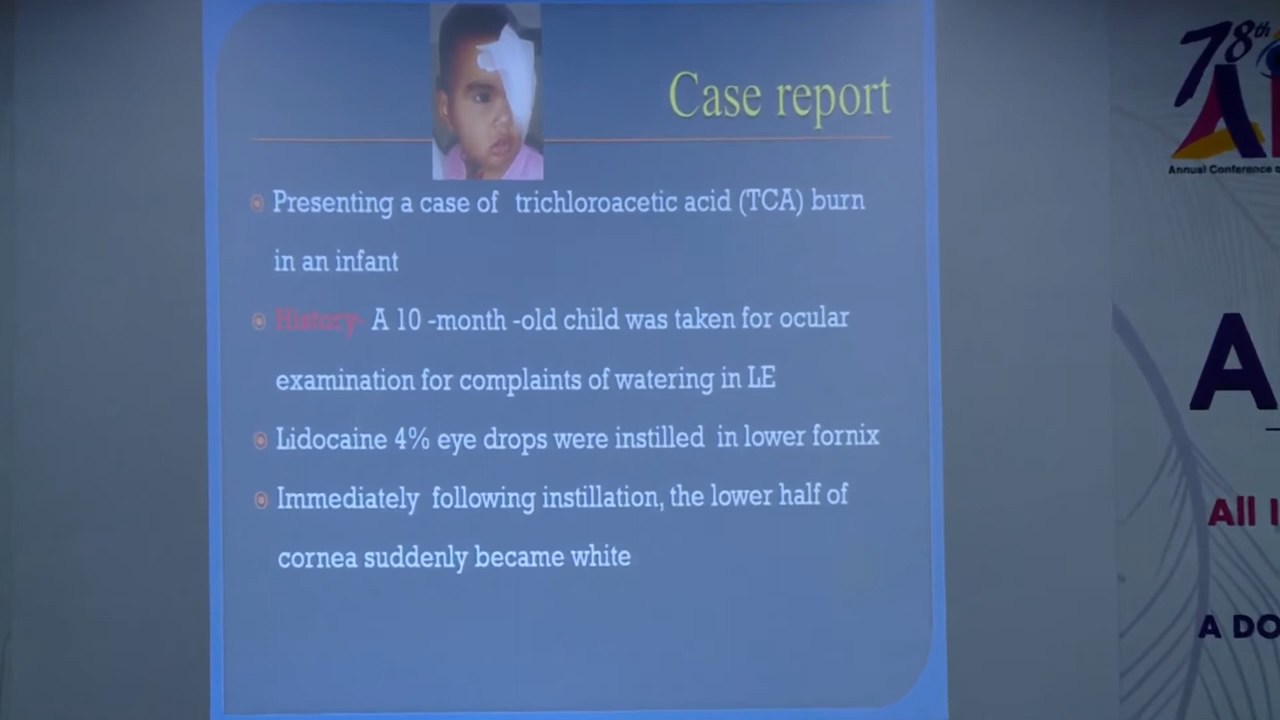 Case report
Presenting a case of trichloroacetic acid (TCA) burn
in an infant
History- A 10 -month -old child was taken for ocular
examination for complaints of watering in LE
Lidocaine 4% eye drops were instilled in lower fornix
Immediately following instillation, the lower half of
cornea suddenly became white
78th
Annual Conference
A
All I
A DO